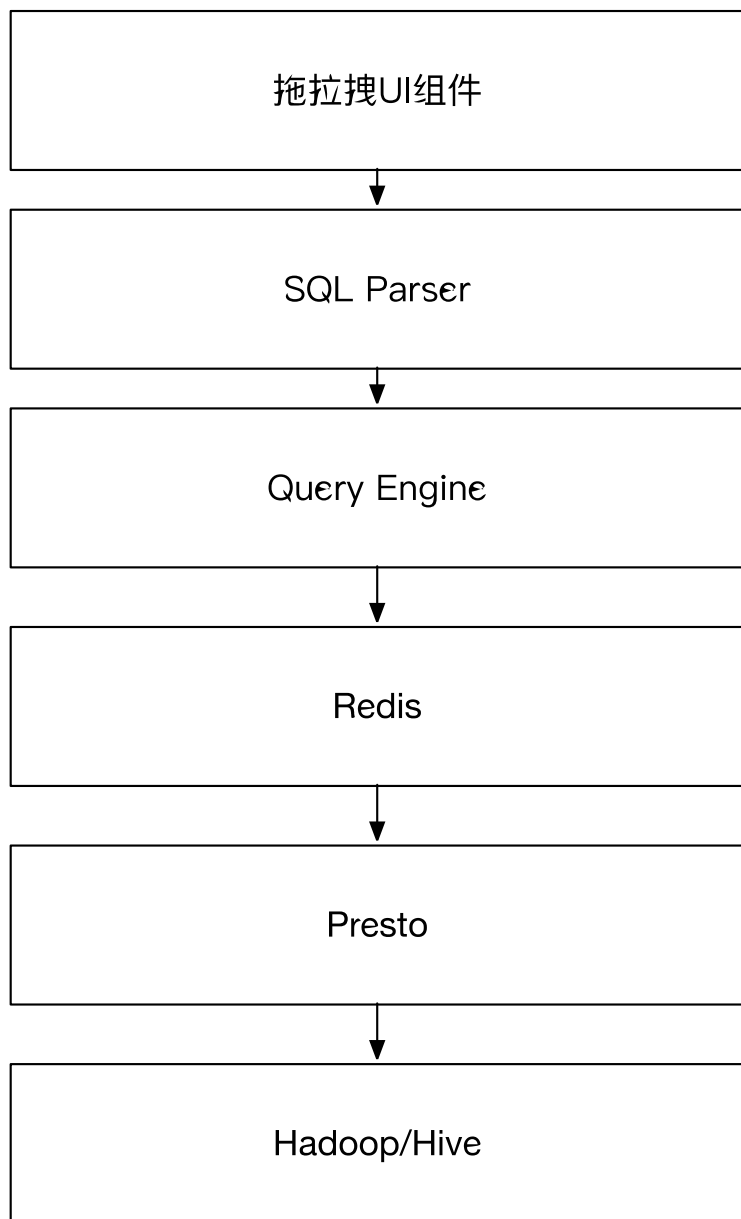 拖拉拽UI组件
SQL Parser
Query Engine
Redis
Presto
Hadoop/Hive